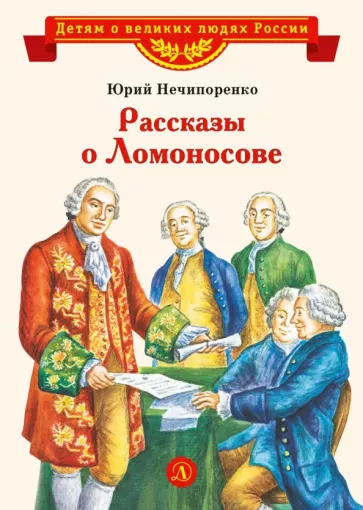 Детям о великих людях России
Юрий Нечипоренко
Рассказы
о Ломоносове
Д